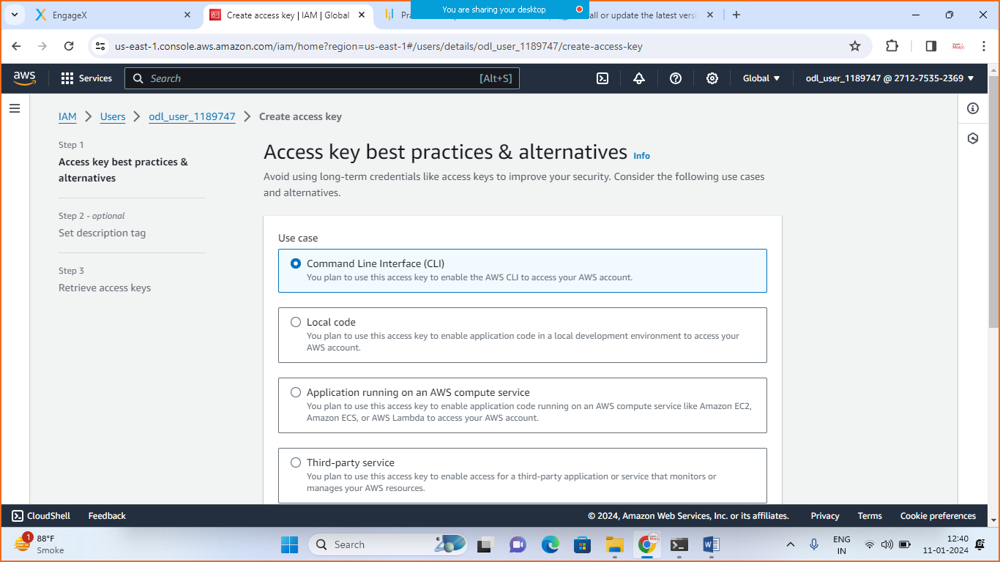 EngageX
Create access key | IAM | Global
You are sharing your desktop
all or update the latest versi
us-east-1.console.aws.amazon.com/iam/home?region=us-east-1#/users/details/odl_user_1189747/create-access-key
aws
Services
Search
[Alt+S]
Global
odl_user_1189747 @ 2712-7535-2369
IAM
Users
odl_user_1189747
Create access key
Step 1
Access key best practices &
alternatives
Step 2 - optional
Set description tag
Step 3
Retrieve access keys
Access key best practices & alternatives Info
Avoid using long-term credentials like access keys to improve your security. Consider the following use cases
and alternatives.
Use case
Command Line Interface (CLI)
You plan to use this access key to enable the AWS CLI to access your AWS account.
Local code
You plan to use this access key to enable application code in a local development environment to access your
AWS account.
Application running on an AWS compute service
You plan to use this access key to enable application code running on an AWS compute service like Amazon EC2,
Amazon ECS, or AWS Lambda to access your AWS account.
Third-party service
You plan to use this access key to enable access for a third-party application or service that monitors or
manages your AWS resources.
CloudShell
Feedback
© 2024, Amazon Web Services, Inc. or its affiliates.
Privacy
Terms
Cookie preferences
1
88°F
Smoke
Search
ENG
IN
12:40
11-01-2024